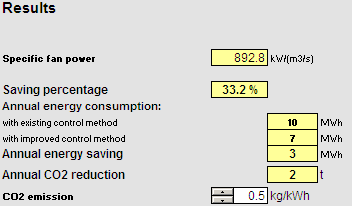 Results
Specific fan power 892.8 kW/(m3/s)
Saving percentage 33.2 %
Annual energy consumption:
with existing control method 10 MWh
with improved control method 7 MWh
Annual energy saving 3 MWh
Annual CO2 reduction 2 t
CO2 emission 0.5 kg/kWh